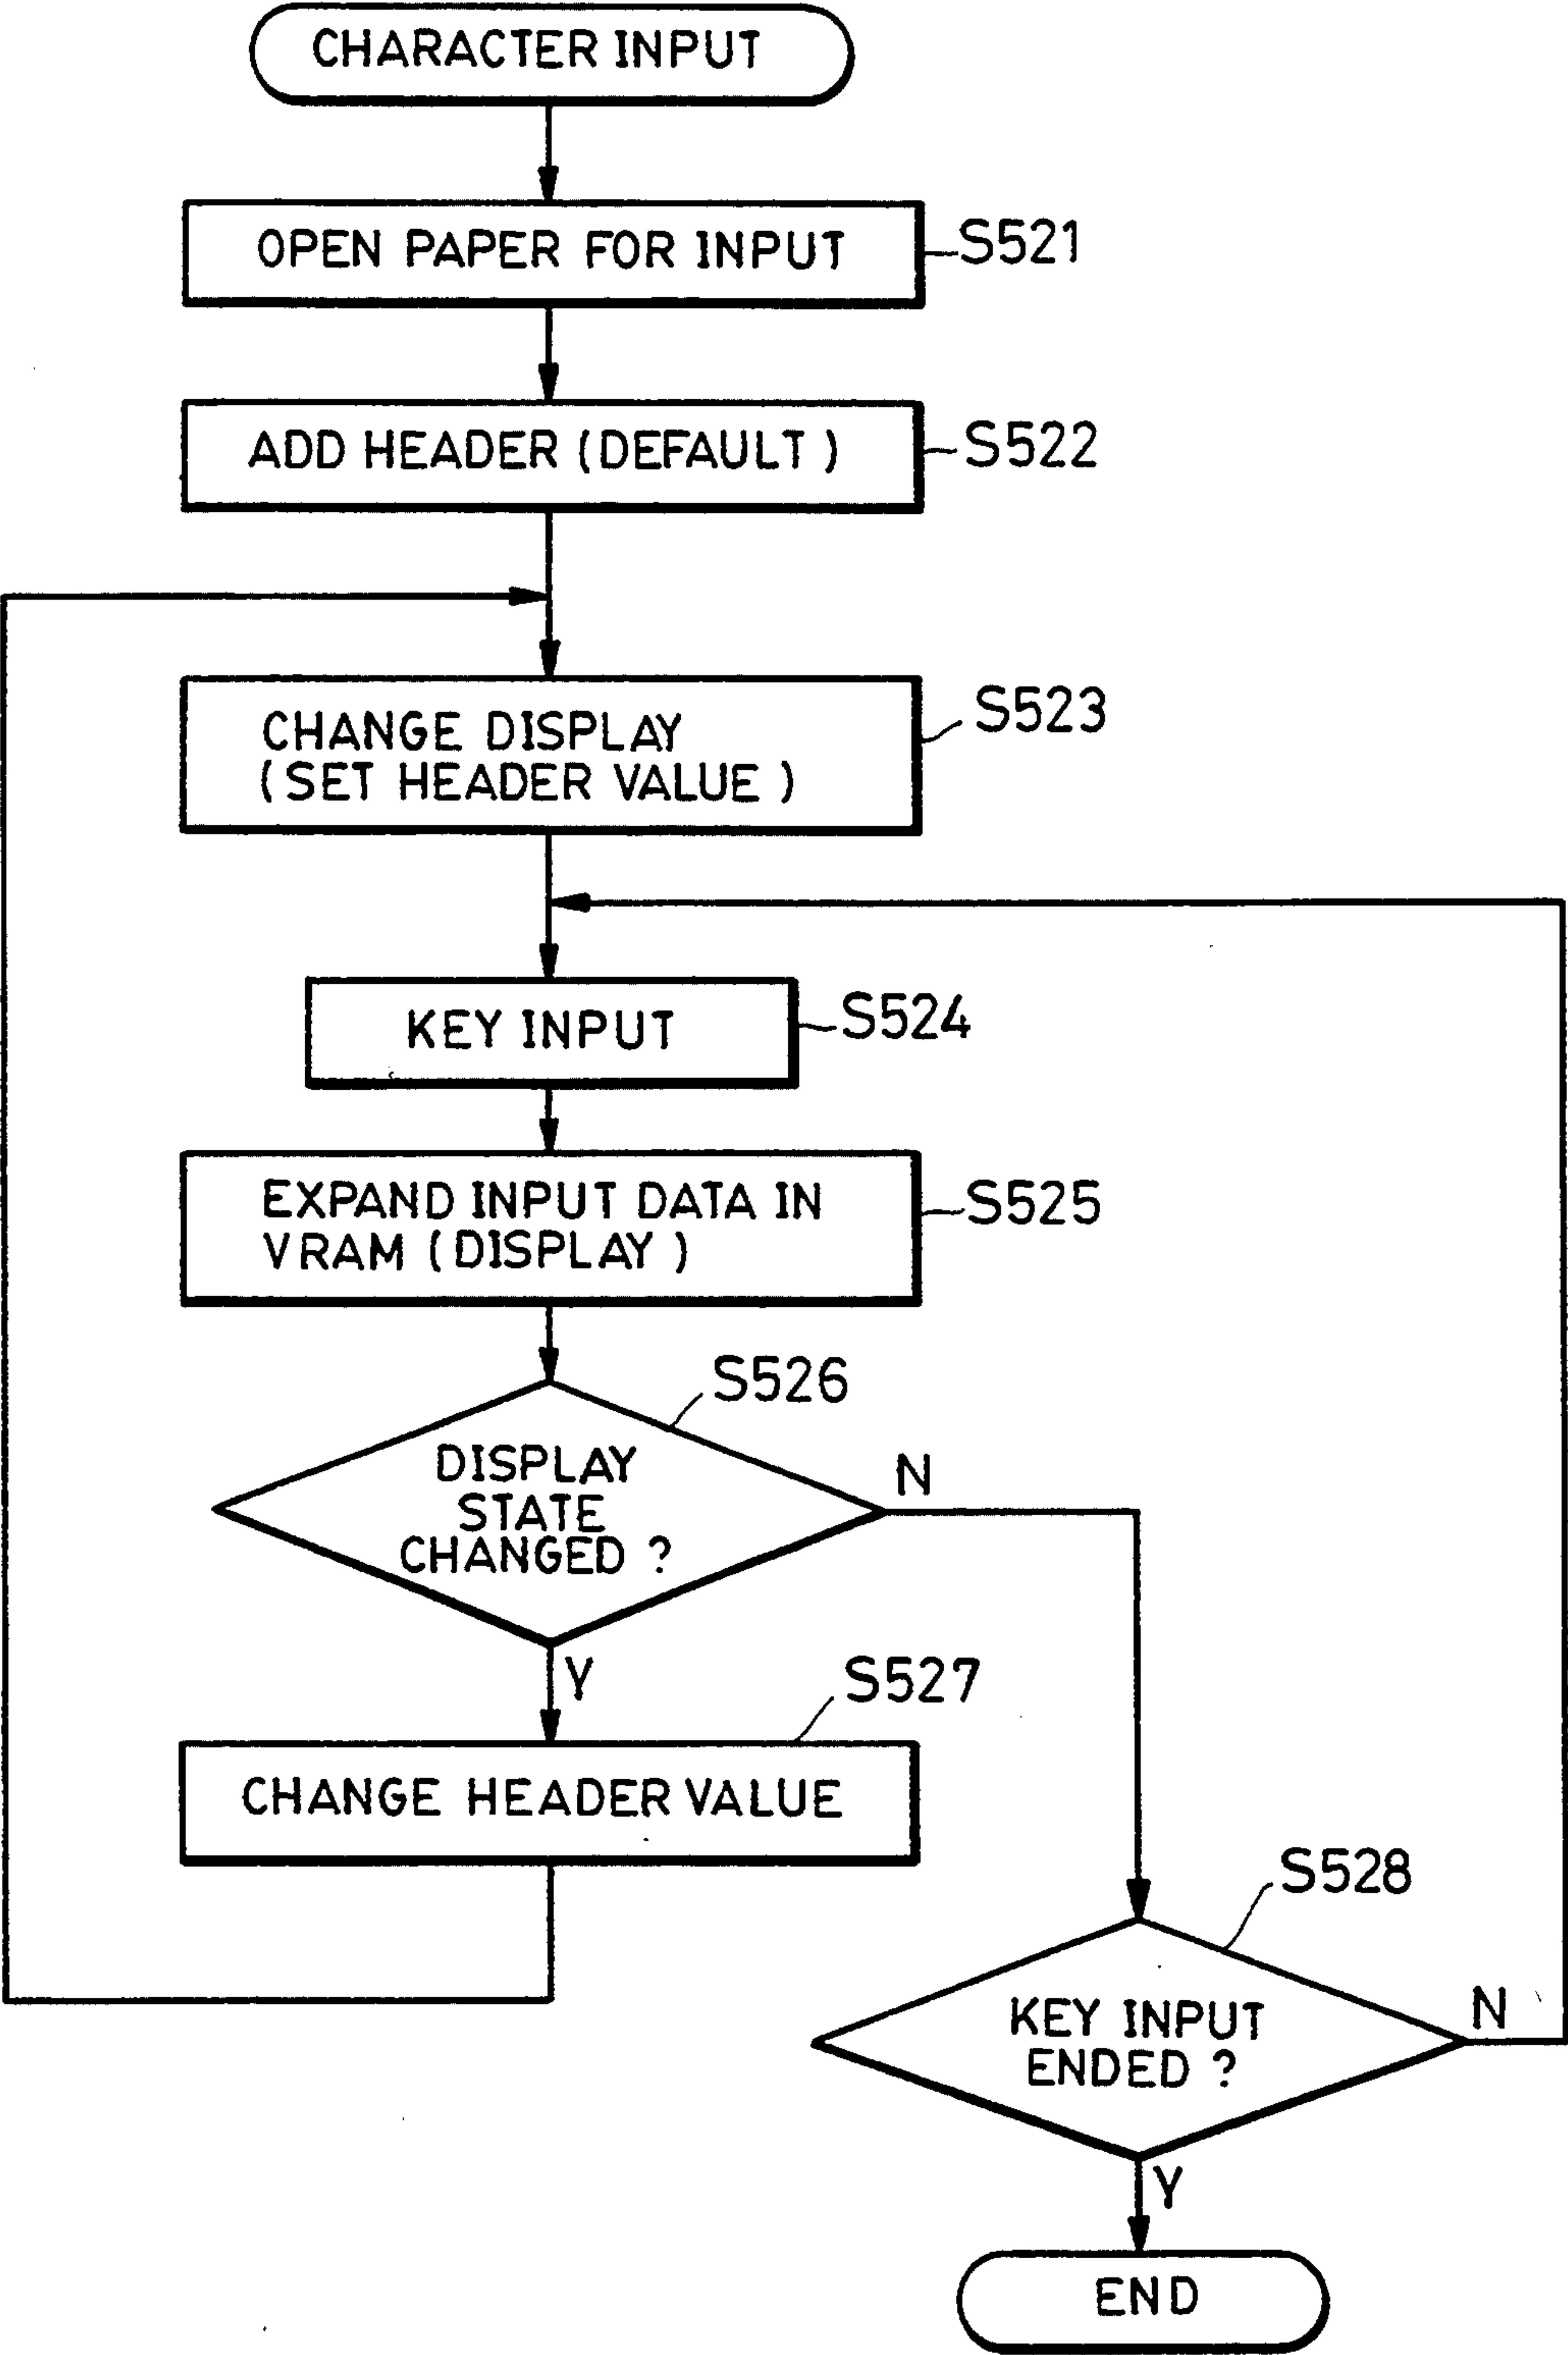 CHARACTER INPUT
OPEN PAPER FOR INPUT
S521
ADD HEADER (DEFAULT)
S522
CHANGE DISPLAY
(SET HEADER VALUE)
S523
KEY INPUT
S524
EXPAND INPUT DATA IN
VRAM (DISPLAY)
S525
S526
DISPLAY
STATE
CHANGED ?
N
Y
S527
CHANGE HEADER VALUE
S528
KEY INPUT
ENDED ?
N
Y
END